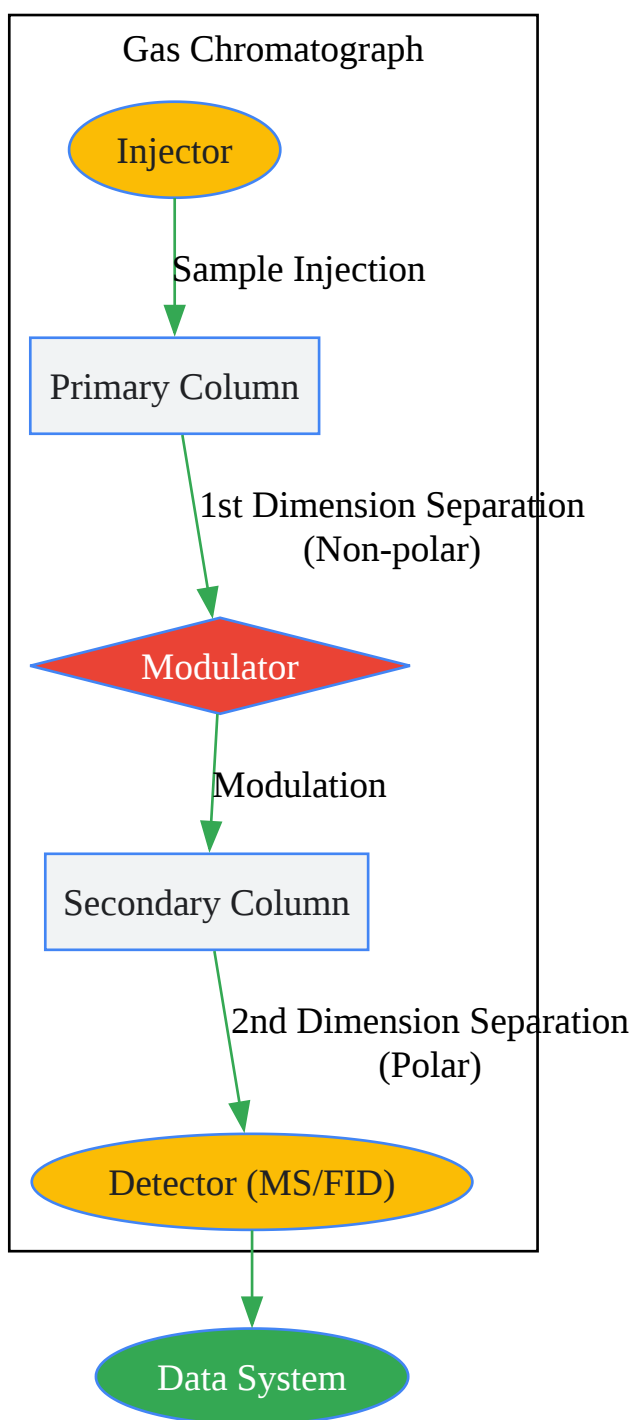 Gas Chromatograph
Injector
Sample Injection
Primary Column
1st Dimension Separation
(Non-polar)
Modulator
Modulation
Secondary Column
2nd Dimension Separation
(Polar)
Detector (MS/FID)
Data System